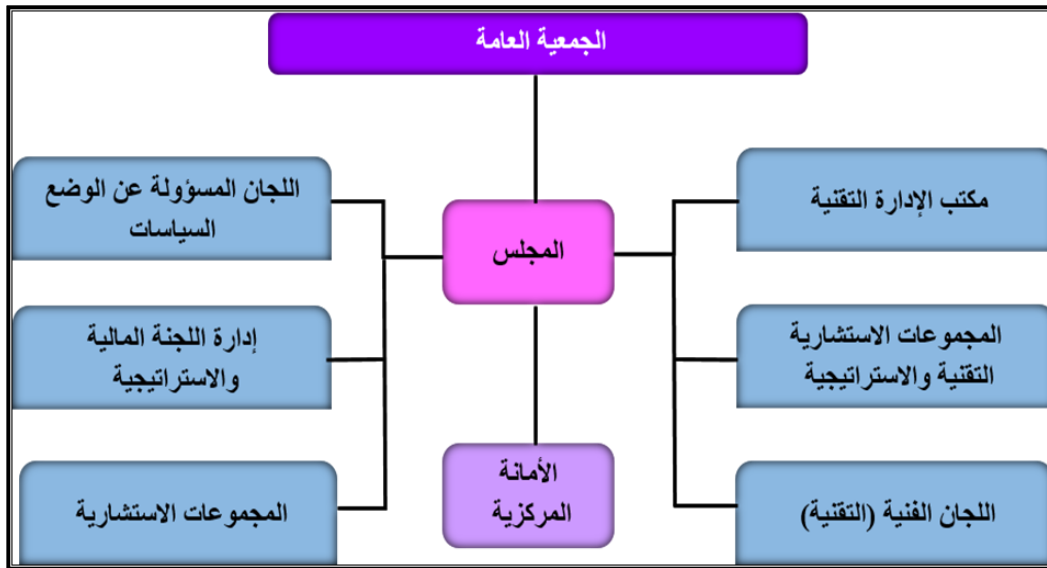 الجمعية العامة
مكتب الإدارة التقنية
اللجان المسؤولة عن الوضع
السياسات
المجلس
المجموعات الاستشارية
التقنية والاستراتيجية
إدارة اللجنة المالية
والاستراتيجية
الأمانة
المركزية
اللجان الفنية (التقنية)
المجموعات الاستشارية